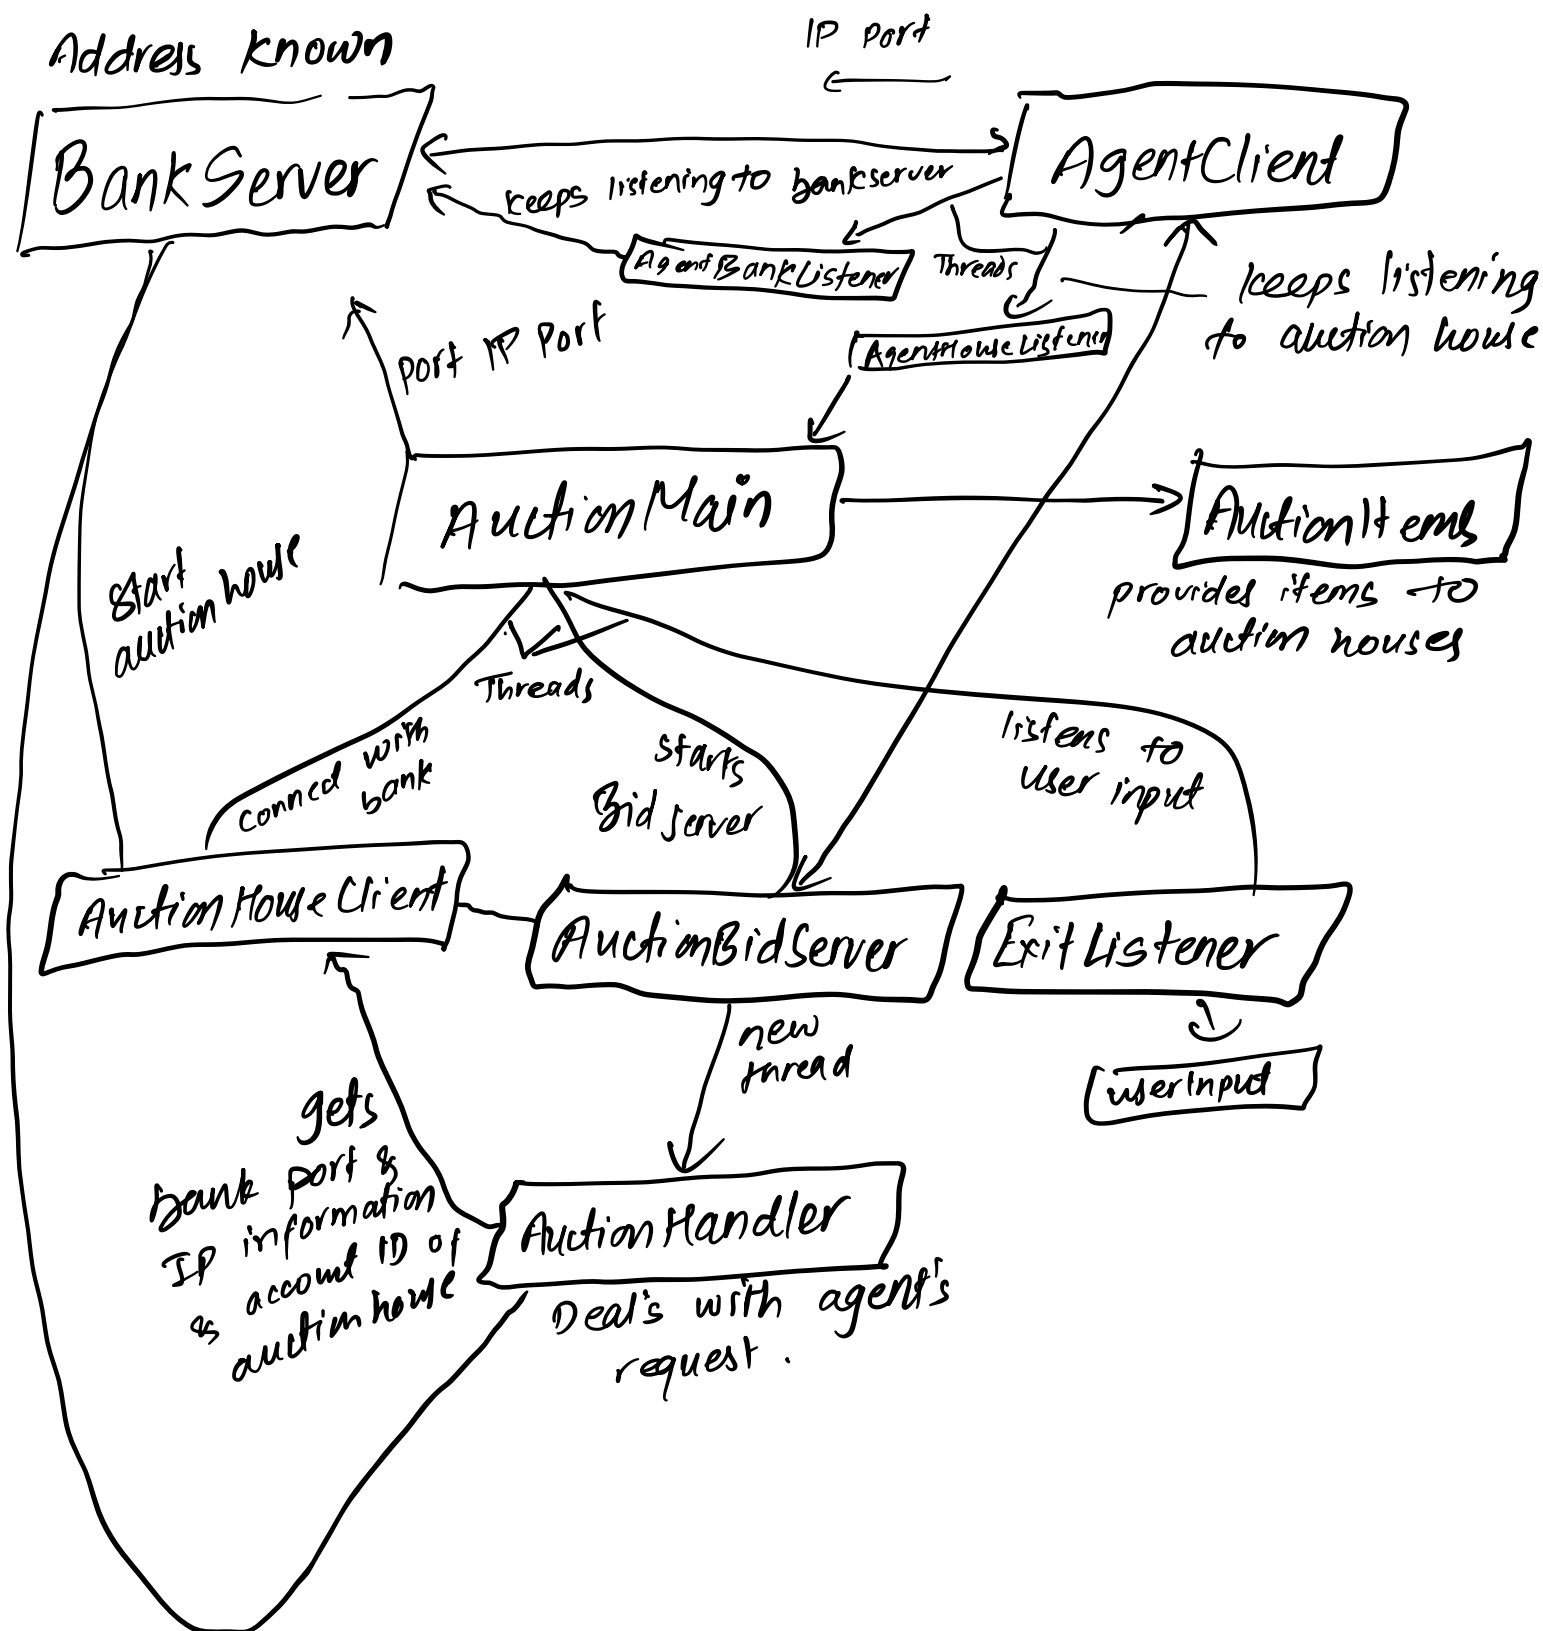 Address known
IP port
BankServer
AgentClient
keeps listening to bankserver
AgentBankListener
Threads
keeps listening
to auction house
port IP port
AgentHouseListener
AuctionMain
AuctionItems
provides items to
auction houses
start
auction house
Threads
connect with
bank
starts
Bid server
listens to
user input
AuctionHouseClient
AuctionBidServer
ExitListener
new
thread
userInput
gets
bank port &
IP information
& account ID of
auction house
AuctionHandler
Deal's with agent's
request.